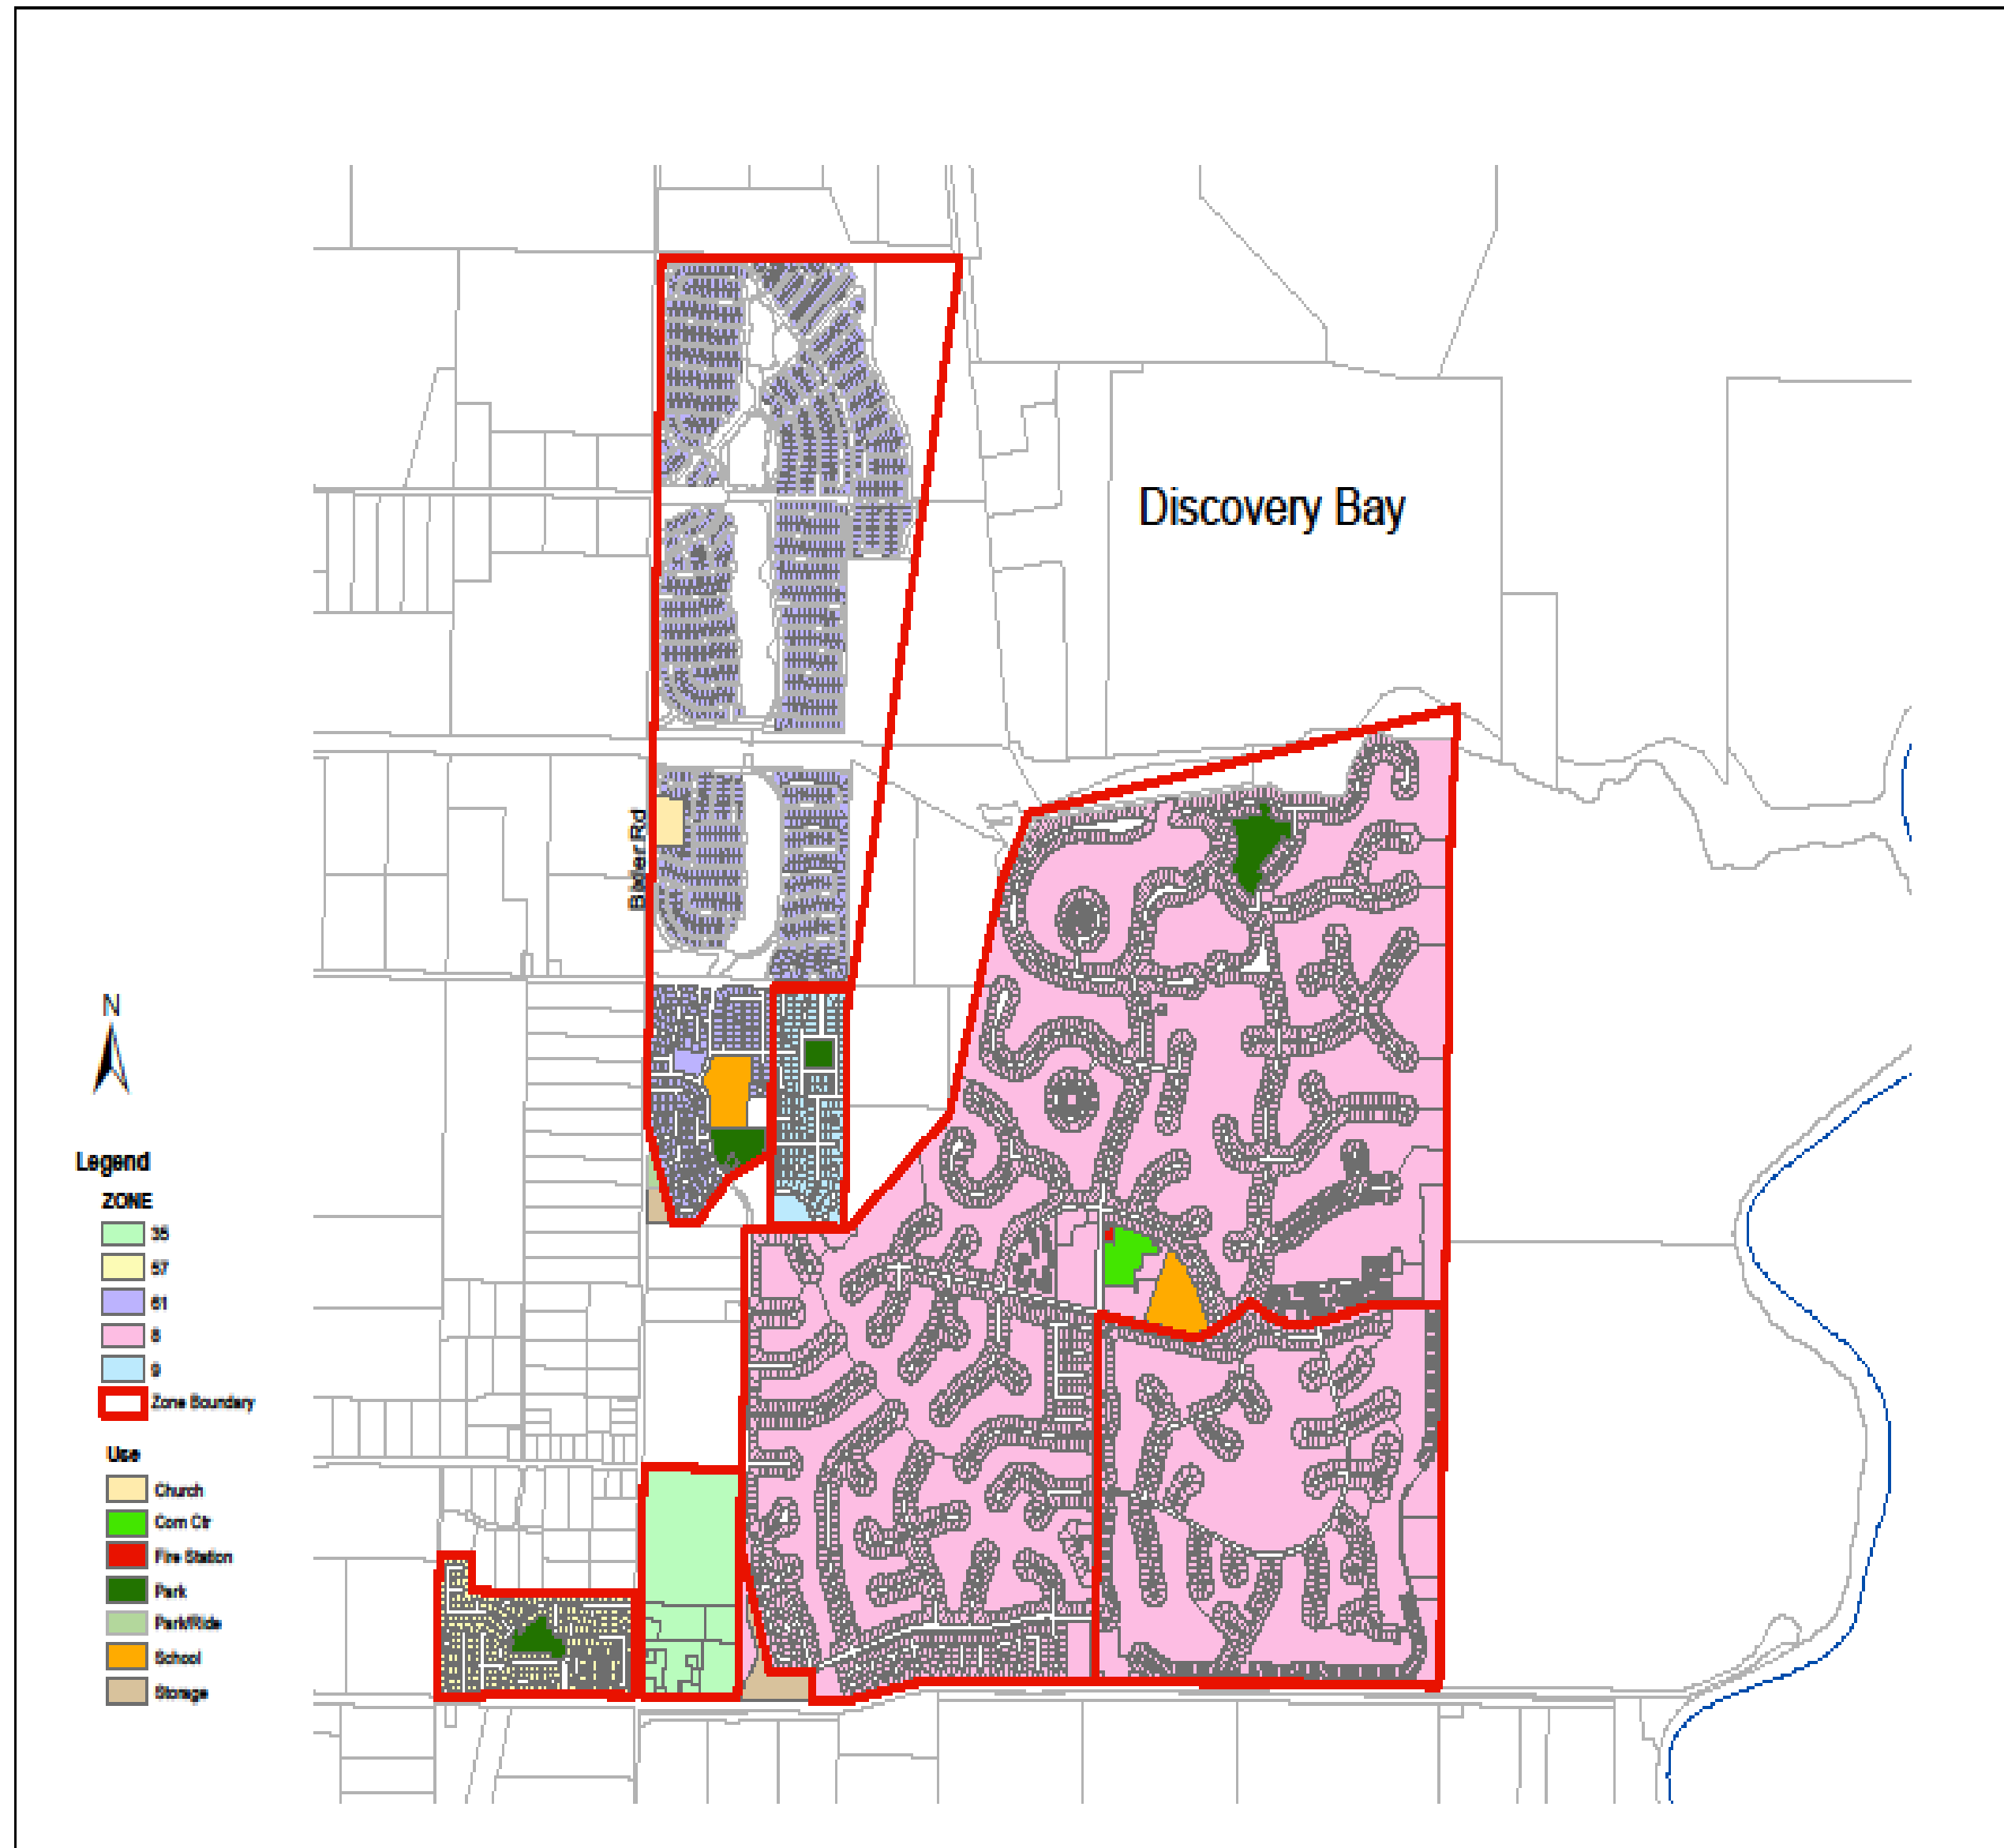 Discovery Bay
Bixler Rd
N
Legend
ZONE
35
57
61
8
9
Zone Boundary
Use
Church
Com Ctr
Fire Station
Park
Park/Ride
School
Storage